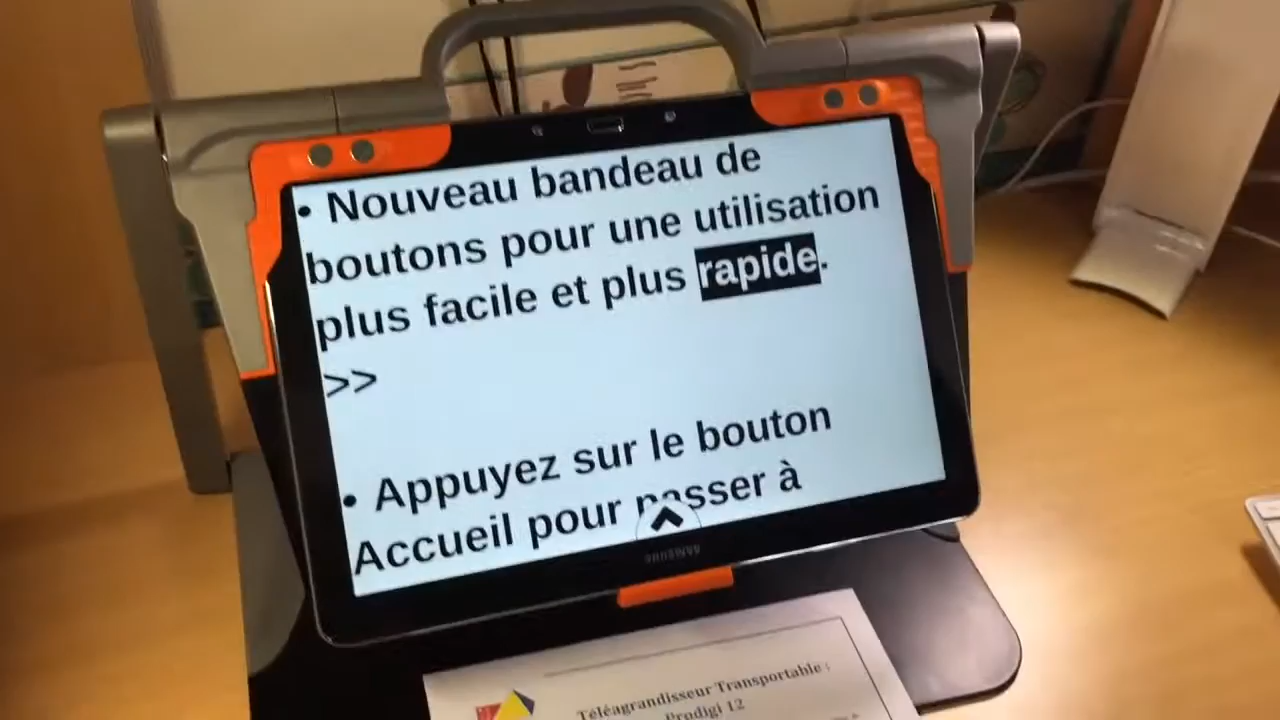 • Nouveau bandeau de
boutons pour une utilisation
plus facile et plus rapide.
>>
• Appuyez sur le bouton
Accueil pour passer à
SAMSUNG
Téléagrandisseur Transportable :
Prodigi 12